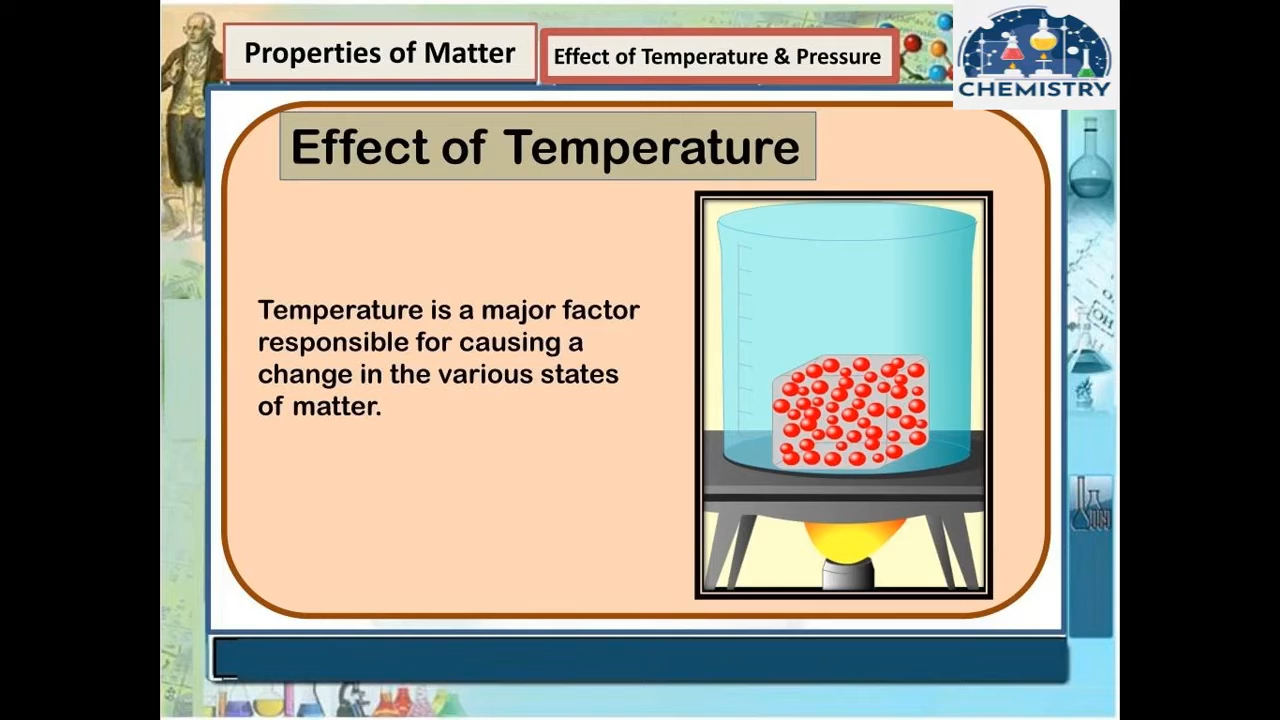 Properties of Matter
Effect of Temperature & Pressure
CHEMISTRY
Effect of Temperature
Temperature is a major factor
responsible for causing a
change in the various states
of matter.
OH